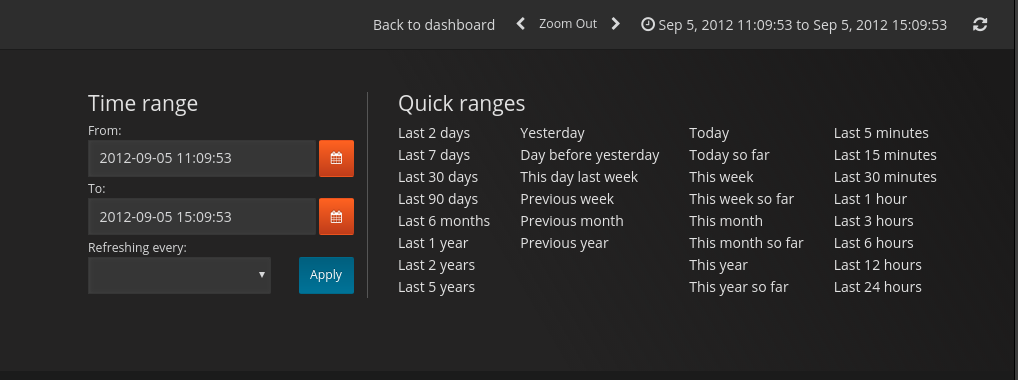 Back to dashboard Zoom Out Sep 5, 2012 11:09:53 to Sep 5, 2012 15:09:53
Time range
From:
2012-09-05 11:09:53
To:
2012-09-05 15:09:53
Refreshing every:
Apply
Quick ranges
Last 2 days
Last 7 days
Last 30 days
Last 90 days
Last 6 months
Last 1 year
Last 2 years
Last 5 years
Yesterday
Day before yesterday
This day last week
Previous week
Previous month
Previous year
Today
Today so far
This week
This week so far
This month
This month so far
This year
This year so far
Last 5 minutes
Last 15 minutes
Last 30 minutes
Last 1 hour
Last 3 hours
Last 6 hours
Last 12 hours
Last 24 hours